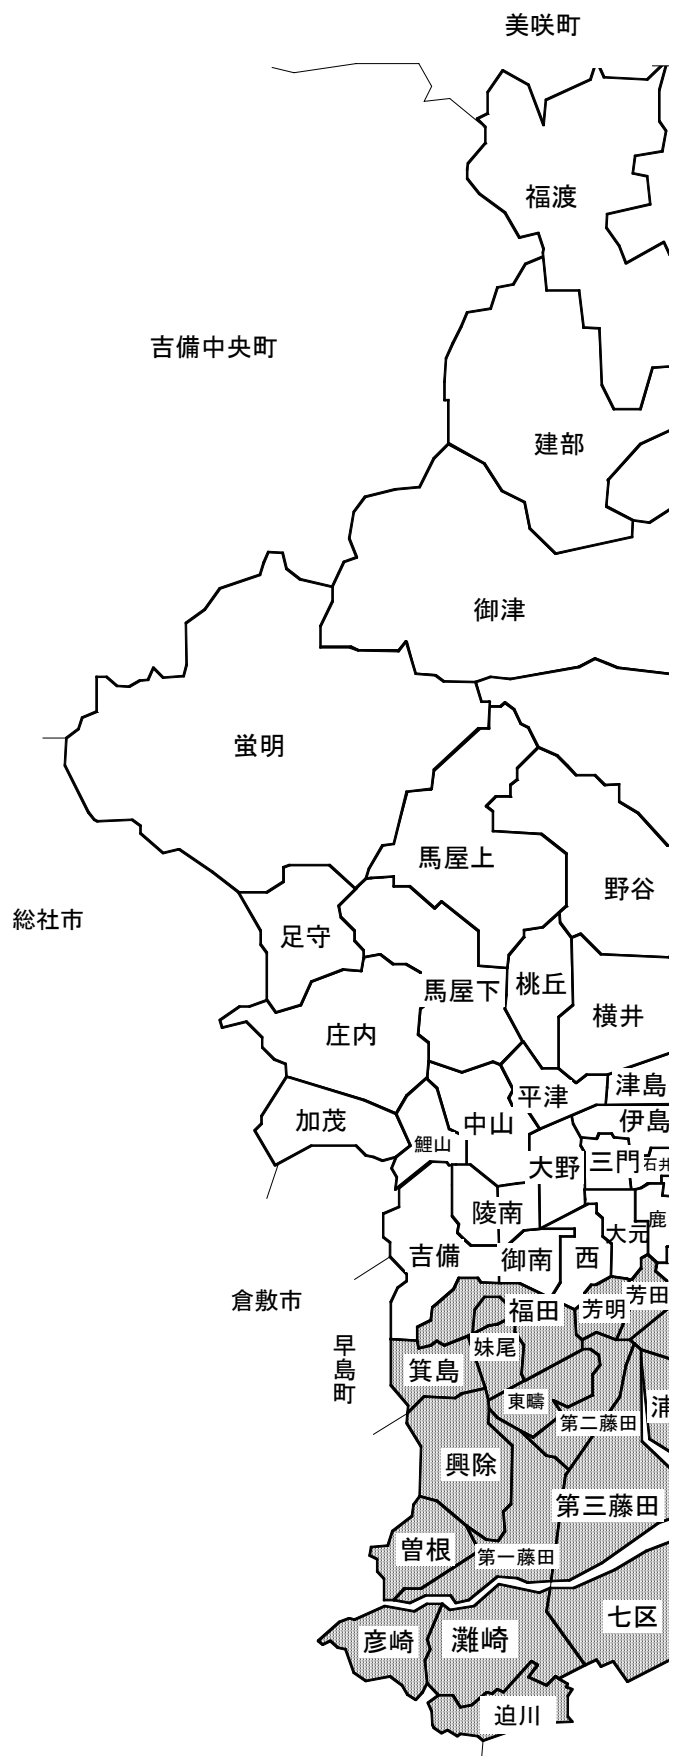 美咲町
福渡
吉備中央町
建部
御津
蛍明
馬屋上
野谷
総社市
足守
桃丘
馬屋下
横井
庄内
津島
平津
加茂
中山
伊島
鯉山
大野
三門
石井
陵南
鹿
大元
吉備
御南
西
倉敷市
福田
芳明
芳田
早島町
妹尾
箕島
東疇
浦
第二藤田
興除
第三藤田
曽根
第一藤田
七区
彦崎
灘崎
迫川